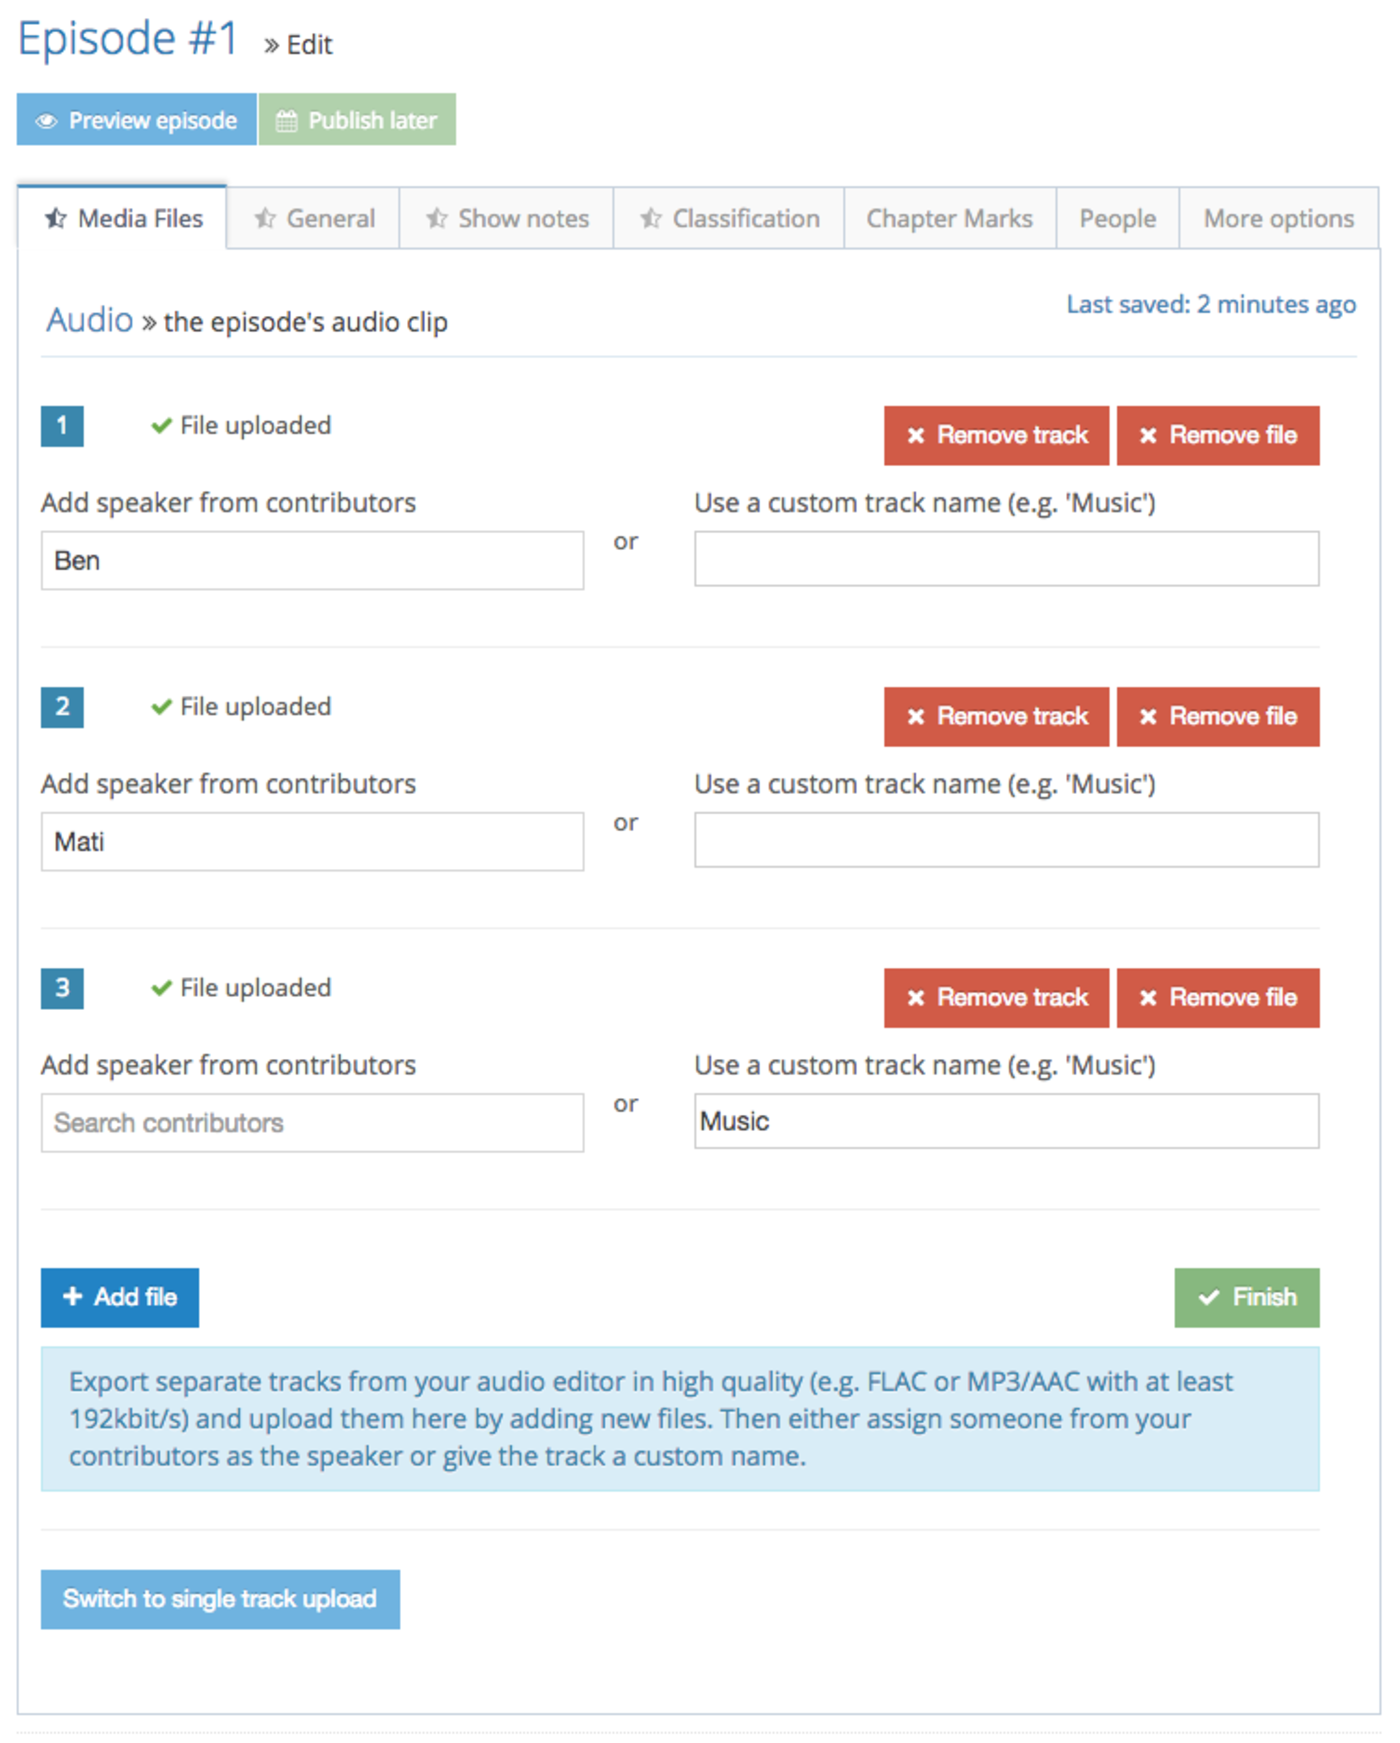 Episode #1 » Edit
Preview episode Publish later
Media Files General Show notes Classification Chapter Marks People More options
Audio » the episode's audio clip Last saved: 2 minutes ago
1 File uploaded Remove track Remove file
Add speaker from contributors Use a custom track name (e.g. 'Music')
Ben or
2 File uploaded Remove track Remove file
Add speaker from contributors Use a custom track name (e.g. 'Music')
Mati or
3 File uploaded Remove track Remove file
Add speaker from contributors Use a custom track name (e.g. 'Music')
Search contributors or Music
Add file Finish
Export separate tracks from your audio editor in high quality (e.g. FLAC or MP3/AAC with at least
192kbit/s) and upload them here by adding new files. Then either assign someone from your
contributors as the speaker or give the track a custom name.
Switch to single track upload